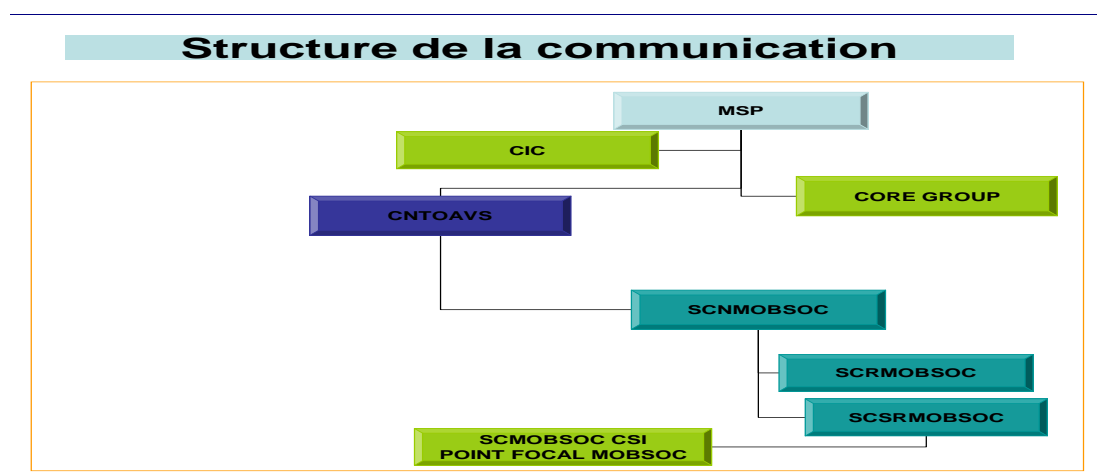 Structure de la communication
MSP
CIC
CORE GROUP
CNTOAVS
SCNMOBSOC
SCRMOBSOC
SCSRMOBSOC
SCMOBSOC CSI
POINT FOCAL MOBSOC